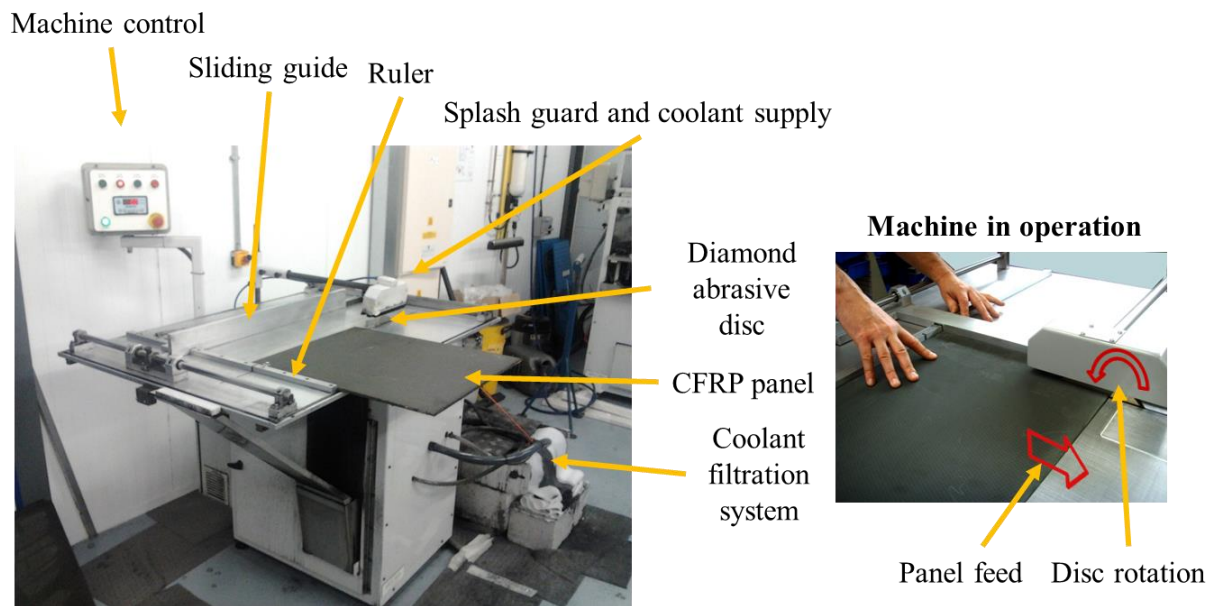 Machine control
Sliding guide
Ruler
Splash guard and coolant supply
Machine in operation
Diamond
abrasive
disc
CFRP panel
Coolant
filtration
system
Panel feed
Disc rotation